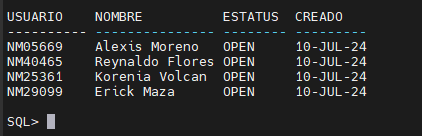 USUARIO    NOMBRE          ESTATUS  CREADO
---------- --------------- -------- ---------
NM05669    Alexis Moreno   OPEN     10-JUL-24
NM40465    Reynaldo Flores OPEN     10-JUL-24
NM25361    Korenia Volcan  OPEN     10-JUL-24
NM29099    Erick Maza      OPEN     10-JUL-24
SQL>